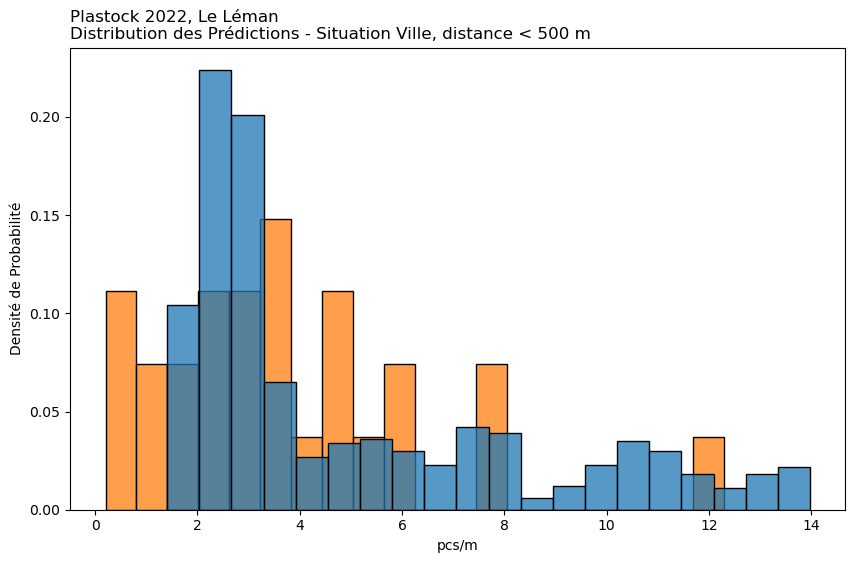 Plastock 2022, Le Léman
Distribution des Prédictions - Situation Ville, distance < 500 m
Densité de Probabilité
0.20
0.15
0.10
0.05
0.00
0 2 4 6 8 10 12 14
pcs/m